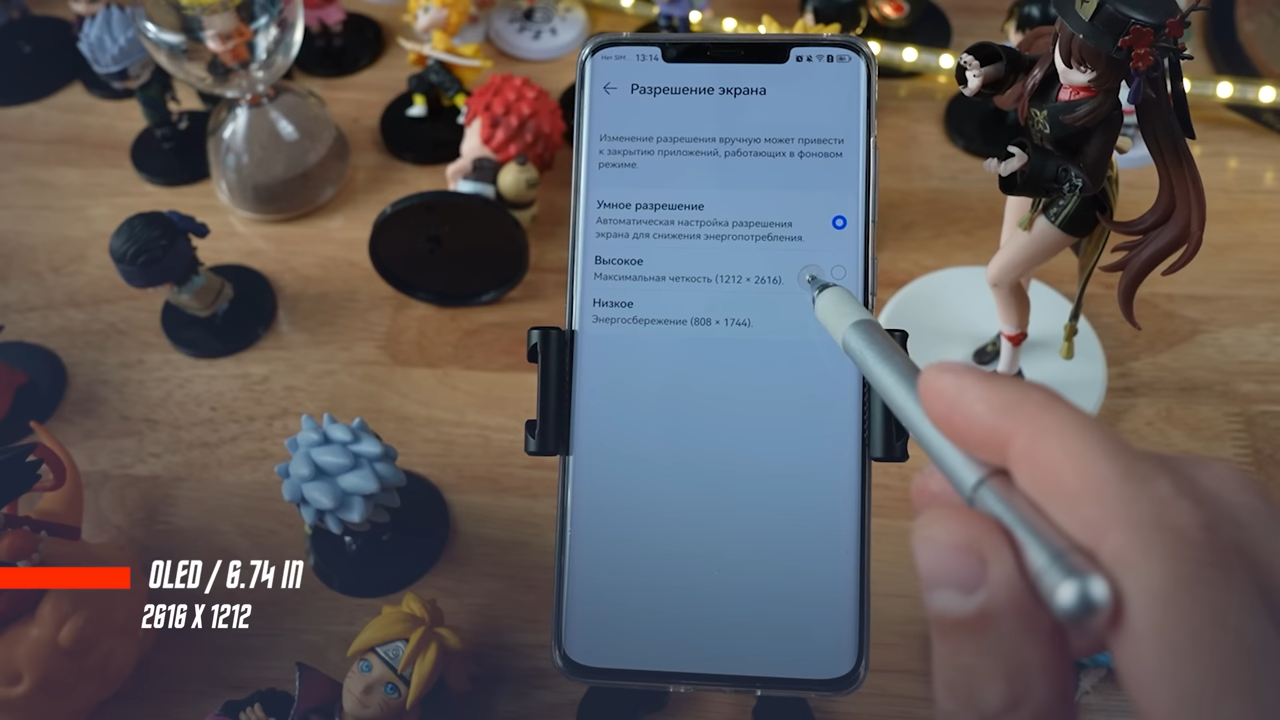 Нет SIM... 13:14
Разрешение экрана
Изменение разрешения вручную может привести
к закрытию приложений, работающих в фоновом
режиме.
Умное разрешение
Автоматическая настройка разрешения
экрана для снижения энергопотребления.
Высокое
Максимальная четкость (1212 × 2616).
Низкое
Энергосбережение (808 × 1744).
OLED / 6.74 IN
2616 X 1212